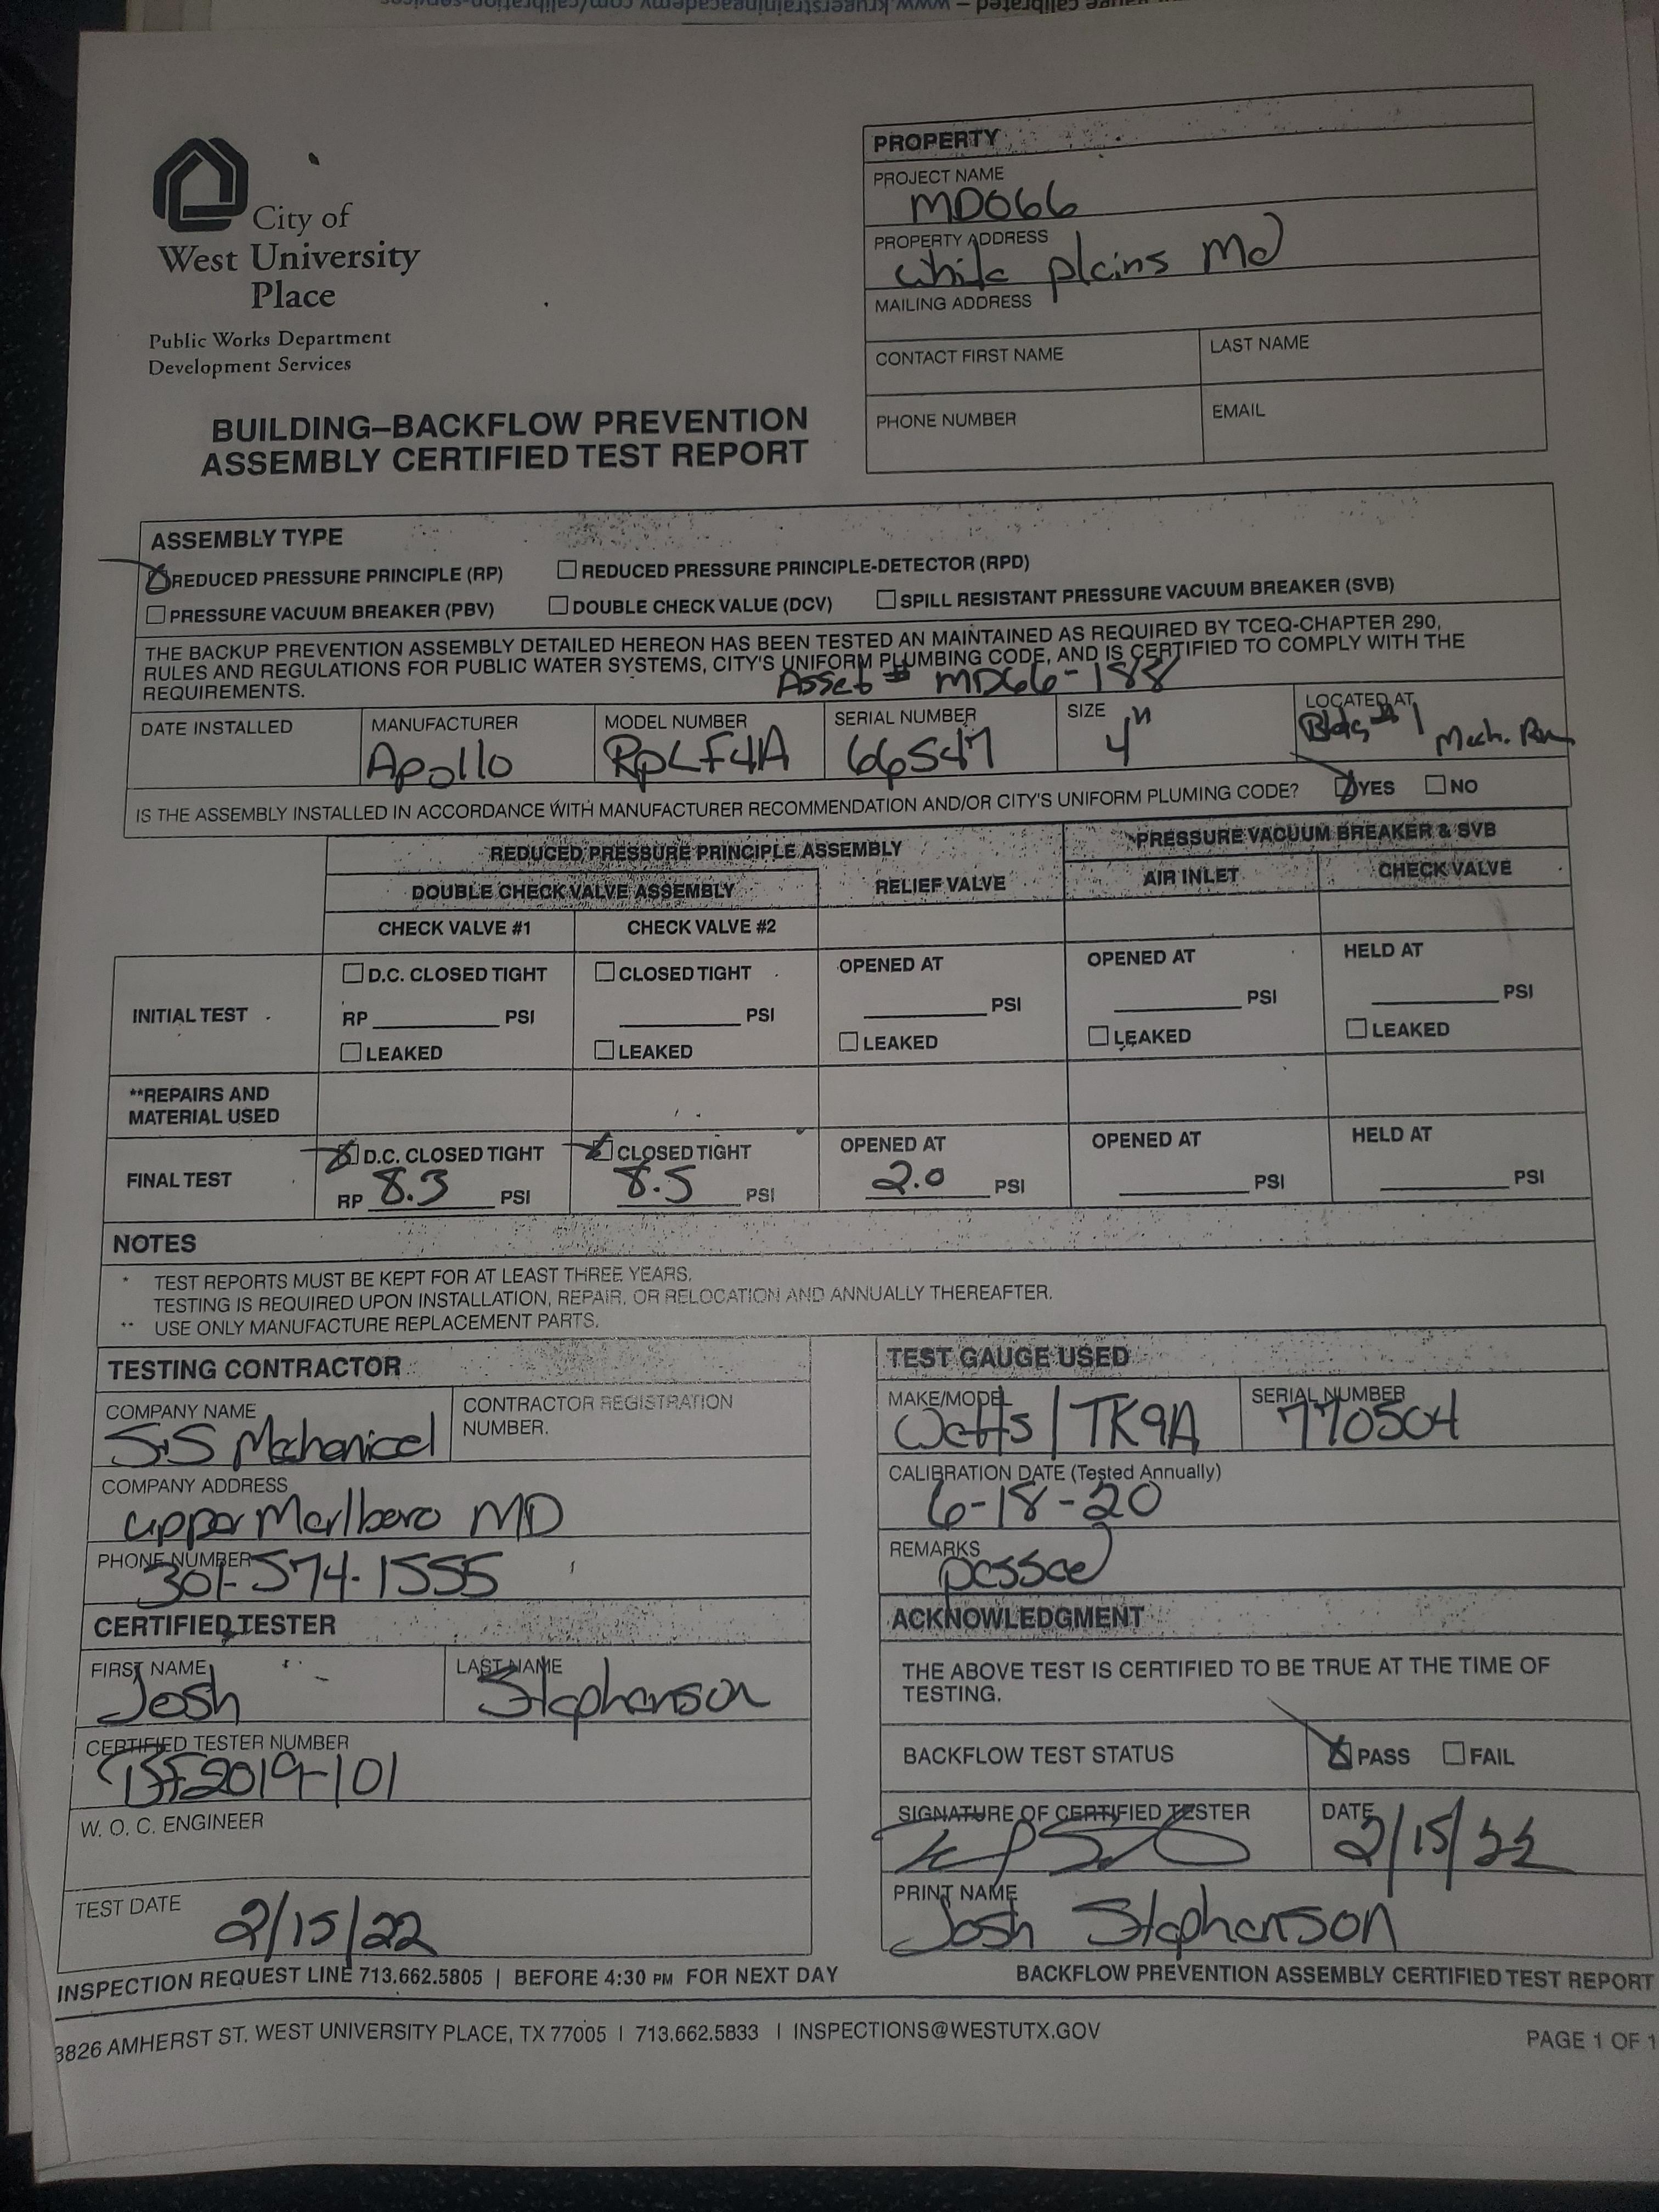 City of
West University
Place
Public Works Department
Development Services
BUILDING–BACKFLOW PREVENTION
ASSEMBLY CERTIFIED TEST REPORT
PROPERTY
PROJECT NAME
MD066
PROPERTY ADDRESS
white plains Md
MAILING ADDRESS
CONTACT FIRST NAME
LAST NAME
PHONE NUMBER
EMAIL
ASSEMBLY TYPE
REDUCED PRESSURE PRINCIPLE (RP)
REDUCED PRESSURE PRINCIPLE-DETECTOR (RPD)
PRESSURE VACUUM BREAKER (PBV)
DOUBLE CHECK VALUE (DCV)
SPILL RESISTANT PRESSURE VACUUM BREAKER (SVB)
THE BACKUP PREVENTION ASSEMBLY DETAILED HEREON HAS BEEN TESTED AN MAINTAINED AS REQUIRED BY TCEQ-CHAPTER 290,
RULES AND REGULATIONS FOR PUBLIC WATER SYSTEMS, CITY'S UNIFORM PLUMBING CODE, AND IS CERTIFIED TO COMPLY WITH THE
REQUIREMENTS.
Asset # MD66-188
DATE INSTALLED
MANUFACTURER
Apollo
MODEL NUMBER
RpLF4A
SERIAL NUMBER
66547
SIZE
4"
LOCATED AT
Bldg #1 Mech. Rm
IS THE ASSEMBLY INSTALLED IN ACCORDANCE WITH MANUFACTURER RECOMMENDATION AND/OR CITY'S UNIFORM PLUMING CODE? YES NO
REDUCED PRESSURE PRINCIPLE ASSEMBLY
PRESSURE VACUUM BREAKER & SVB
DOUBLE CHECK VALVE ASSEMBLY
RELIEF VALVE
AIR INLET
CHECK VALVE
CHECK VALVE #1
CHECK VALVE #2
INITIAL TEST
D.C. CLOSED TIGHT
RP PSI
LEAKED
CLOSED TIGHT
PSI
LEAKED
OPENED AT
PSI
LEAKED
OPENED AT
PSI
LEAKED
HELD AT
PSI
LEAKED
**REPAIRS AND
MATERIAL USED
FINAL TEST
D.C. CLOSED TIGHT
RP 8.3 PSI
CLOSED TIGHT
8.5 PSI
OPENED AT
2.0 PSI
OPENED AT
PSI
HELD AT
PSI
NOTES
* TEST REPORTS MUST BE KEPT FOR AT LEAST THREE YEARS.
TESTING IS REQUIRED UPON INSTALLATION, REPAIR, OR RELOCATION AND ANNUALLY THEREAFTER.
** USE ONLY MANUFACTURE REPLACEMENT PARTS.
TESTING CONTRACTOR
COMPANY NAME
S+S Mechanical
CONTRACTOR REGISTRATION
NUMBER.
COMPANY ADDRESS
upper Marlboro MD
PHONE NUMBER
301-574-1555
CERTIFIED TESTER
FIRST NAME
Josh
LAST NAME
Stephenson
CERTIFIED TESTER NUMBER
BF2019-101
W. O. C. ENGINEER
TEST DATE
2/15/22
TEST GAUGE USED
MAKE/MODEL
Watts / TK9A
SERIAL NUMBER
770504
CALIBRATION DATE (Tested Annually)
6-18-20
REMARKS
passed
ACKNOWLEDGMENT
THE ABOVE TEST IS CERTIFIED TO BE TRUE AT THE TIME OF
TESTING.
BACKFLOW TEST STATUS
PASS FAIL
SIGNATURE OF CERTIFIED TESTER
DATE
2/15/22
PRINT NAME
Josh Stephenson
INSPECTION REQUEST LINE 713.662.5805 | BEFORE 4:30 PM FOR NEXT DAY
BACKFLOW PREVENTION ASSEMBLY CERTIFIED TEST REPORT
3826 AMHERST ST. WEST UNIVERSITY PLACE, TX 77005 | 713.662.5833 | INSPECTIONS@WESTUTX.GOV
PAGE 1 OF 1